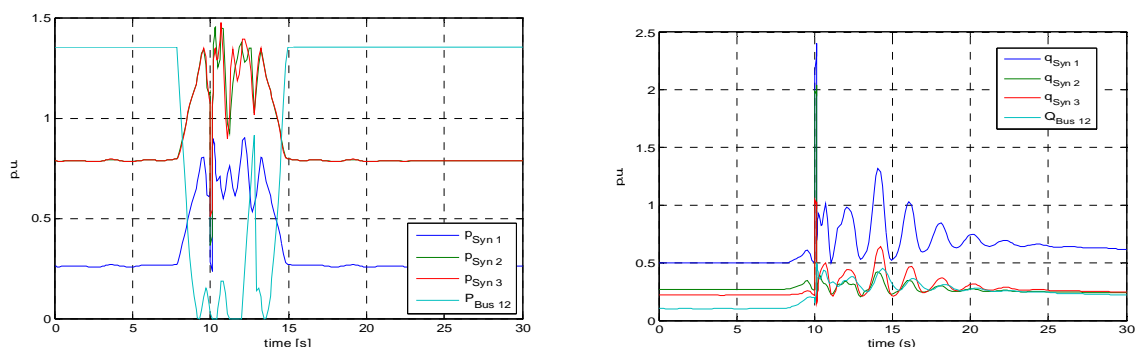 1.5
1
0.5
0
p.u
0 5 10 15 20 25 30
time [s]
p Syn 1
p Syn 2
p Syn 3
P Bus 12
2.5
2
1.5
1
0.5
0
p.u.
0 5 10 15 20 25 30
time (s)
q Syn 1
q Syn 2
q Syn 3
Q Bus 12